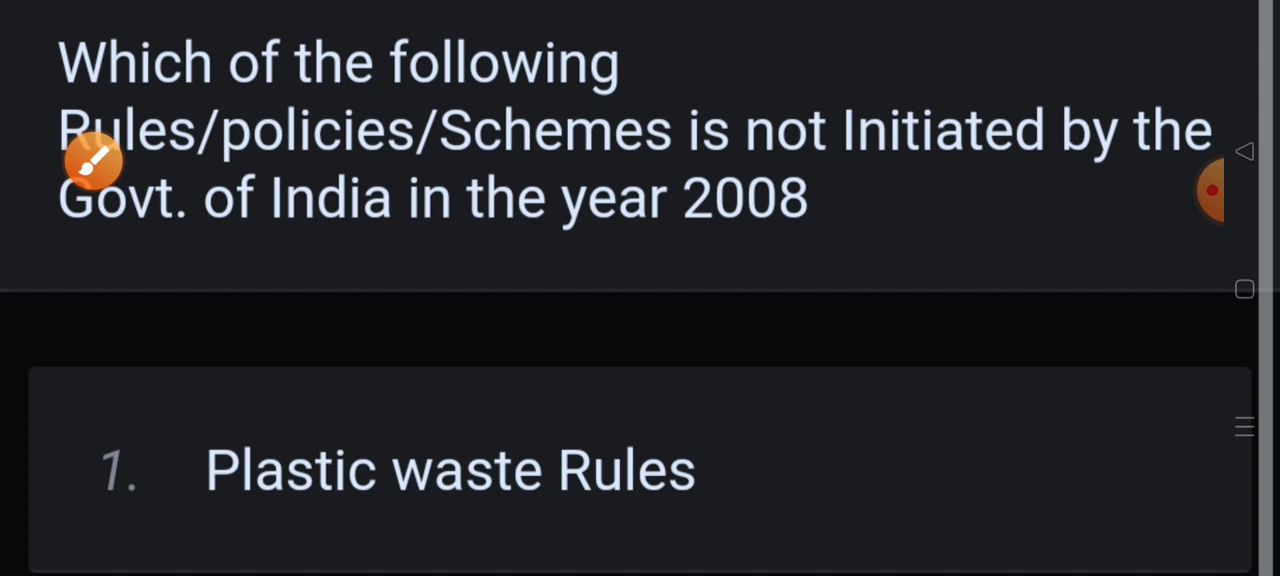 Which of the following
Rules/policies/Schemes is not Initiated by the
Govt. of India in the year 2008
1. Plastic waste Rules